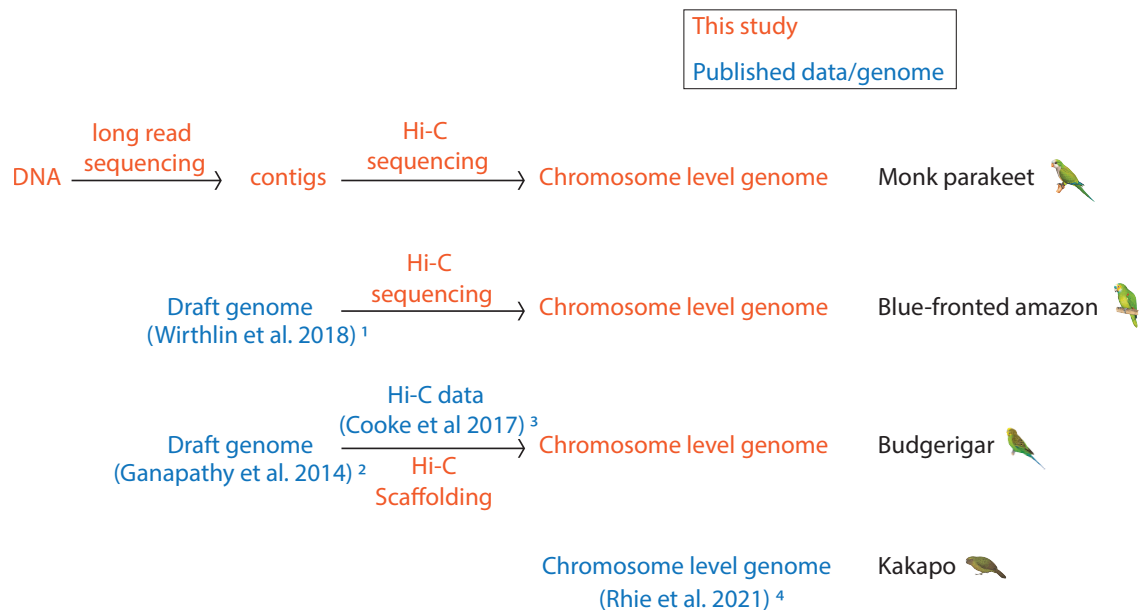 This study
Published data/genome
long read
sequencing
Hi-C
sequencing
DNA
contigs
Chromosome level genome
Monk parakeet
Hi-C
sequencing
Draft genome
(Wirthlin et al. 2018) ¹
Chromosome level genome
Blue-fronted amazon
Hi-C data
(Cooke et al 2017) ³
Draft genome
(Ganapathy et al. 2014) ²
Hi-C
Scaffolding
Chromosome level genome
Budgerigar
Chromosome level genome
(Rhie et al. 2021) ⁴
Kakapo